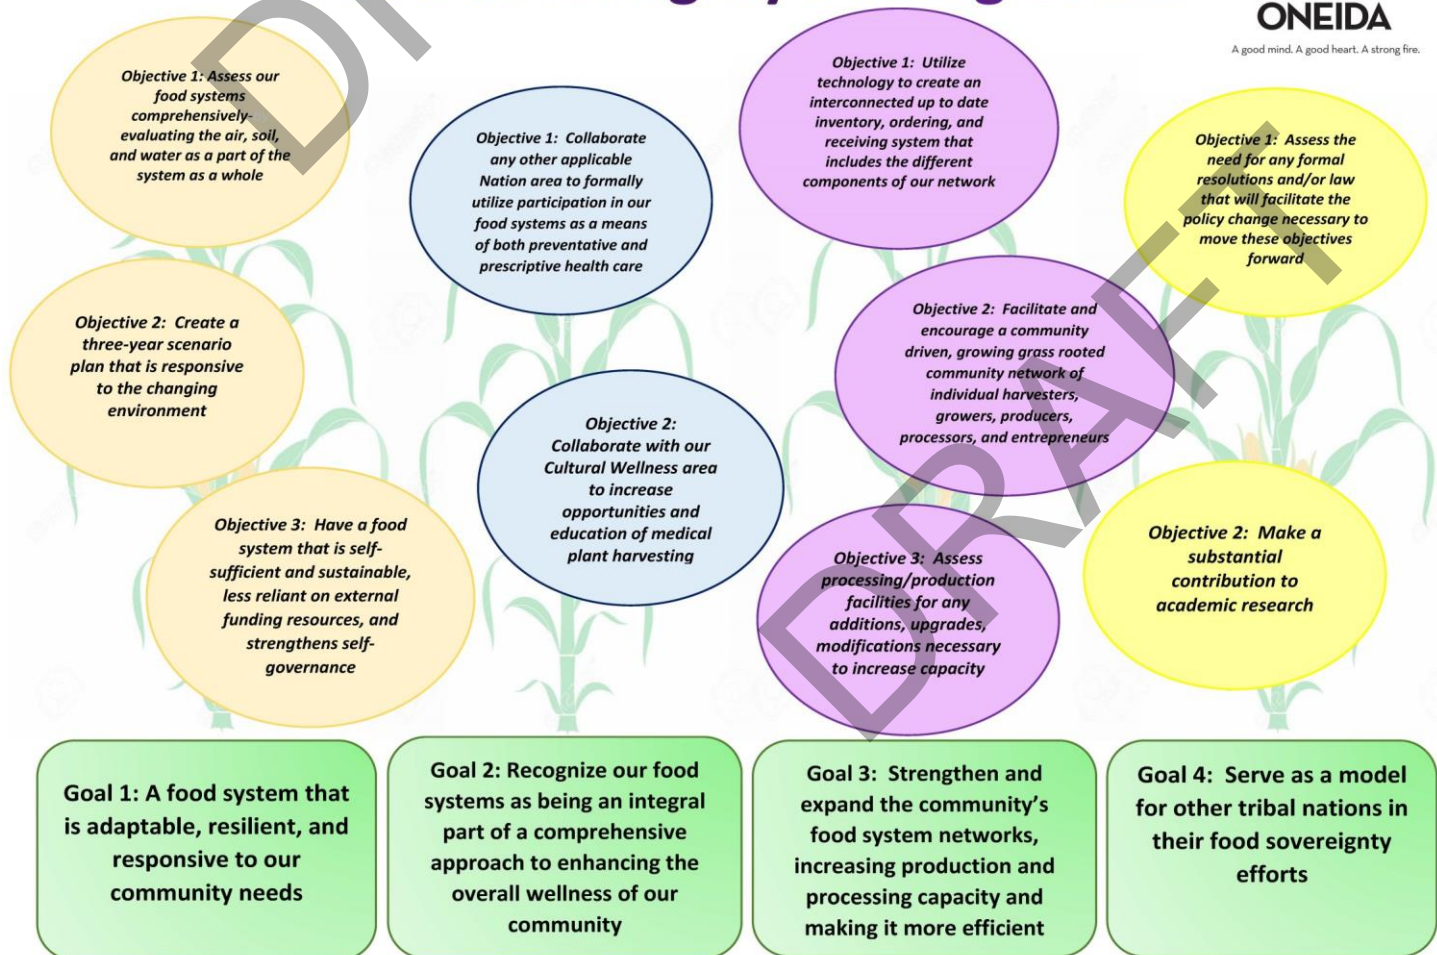 ONEIDA
A good mind. A good heart. A strong fire.
Objective 1: Assess our
food systems
comprehensively-
evaluating the air, soil,
and water as a part of the
system as a whole
Objective 2: Create a
three-year scenario
plan that is responsive
to the changing
environment
Objective 3: Have a food
system that is self-
sufficient and sustainable,
less reliant on external
funding resources, and
strengthens self-
governance
Goal 1: A food system that
is adaptable, resilient, and
responsive to our
community needs
Objective 1: Collaborate
any other applicable
Nation area to formally
utilize participation in our
food systems as a means
of both preventative and
prescriptive health care
Objective 2:
Collaborate with our
Cultural Wellness area
to increase
opportunities and
education of medical
plant harvesting
Goal 2: Recognize our food
systems as being an integral
part of a comprehensive
approach to enhancing the
overall wellness of our
community
Objective 1: Utilize
technology to create an
interconnected up to date
inventory, ordering, and
receiving system that
includes the different
components of our network
Objective 2: Facilitate and
encourage a community
driven, growing grass rooted
community network of
individual harvesters,
growers, producers,
processors, and entrepreneurs
Objective 3: Assess
processing/production
facilities for any
additions, upgrades,
modifications necessary
to increase capacity
Goal 3: Strengthen and
expand the community's
food system networks,
increasing production and
processing capacity and
making it more efficient
Objective 1: Assess the
need for any formal
resolutions and/or law
that will facilitate the
policy change necessary to
move these objectives
forward
Objective 2: Make a
substantial
contribution to
academic research
Goal 4: Serve as a model
for other tribal nations in
their food sovereignty
efforts
DRAFT